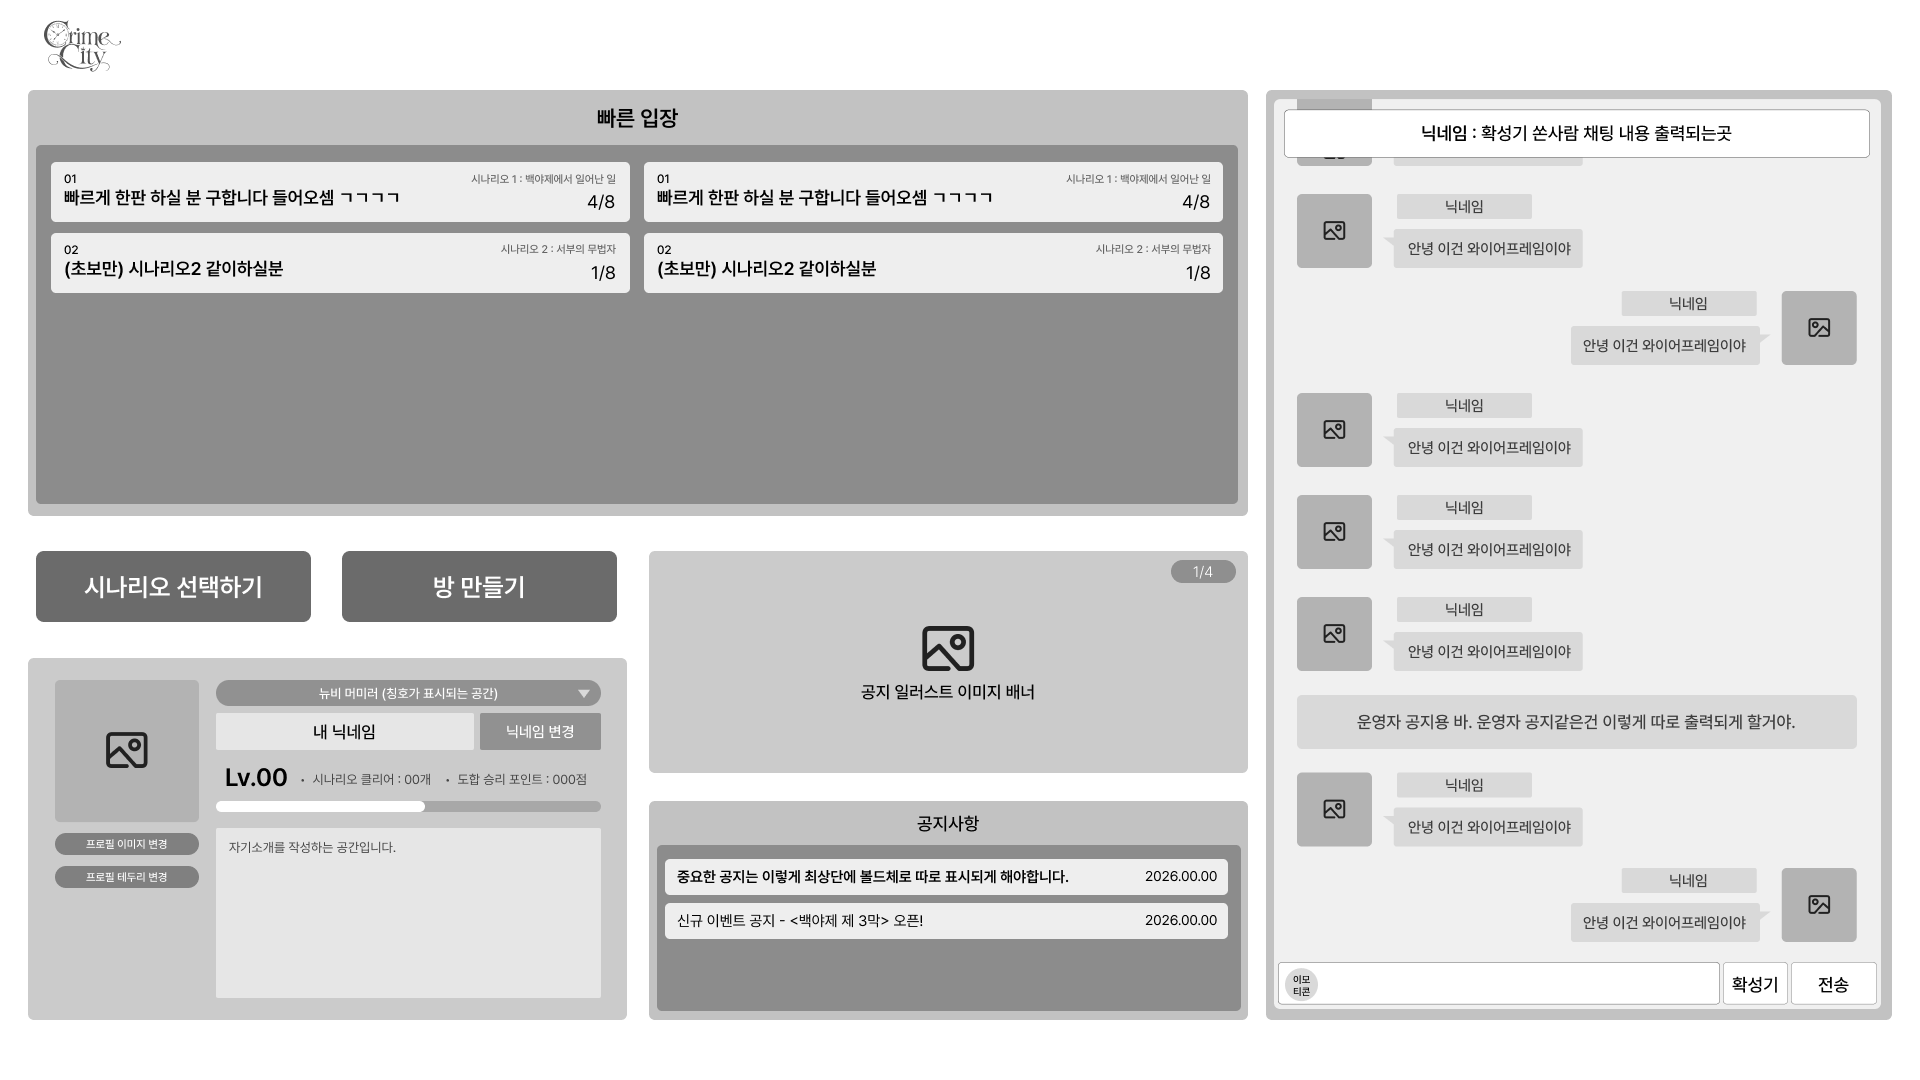 Crime
City
빠른 입장
01
시나리오 1 : 백야제에서 일어난 일
빠르게 한판 하실 분 구합니다 들어오셈 ㄱㄱㄱㄱ
4/8
01
시나리오 1 : 백야제에서 일어난 일
빠르게 한판 하실 분 구합니다 들어오셈 ㄱㄱㄱㄱ
4/8
02
시나리오 2 : 서부의 무법자
(초보만) 시나리오2 같이하실분
1/8
02
시나리오 2 : 서부의 무법자
(초보만) 시나리오2 같이하실분
1/8
시나리오 선택하기
방 만들기
뉴비 머미러 (칭호가 표시되는 공간)
내 닉네임
닉네임 변경
Lv.00
• 시나리오 클리어 : 00개
• 도합 승리 포인트 : 000점
프로필 이미지 변경
프로필 테두리 변경
자기소개를 작성하는 공간입니다.
1/4
공지 일러스트 이미지 배너
공지사항
중요한 공지는 이렇게 최상단에 볼드체로 따로 표시되게 해야합니다.
2026.00.00
신규 이벤트 공지 - <백야제 제 3막> 오픈!
2026.00.00
닉네임 : 확성기 쏜사람 채팅 내용 출력되는곳
닉네임
안녕 이건 와이어프레임이야
닉네임
안녕 이건 와이어프레임이야
닉네임
안녕 이건 와이어프레임이야
닉네임
안녕 이건 와이어프레임이야
닉네임
안녕 이건 와이어프레임이야
운영자 공지용 바. 운영자 공지같은건 이렇게 따로 출력되게 할거야.
닉네임
안녕 이건 와이어프레임이야
닉네임
안녕 이건 와이어프레임이야
이모
티콘
확성기
전송